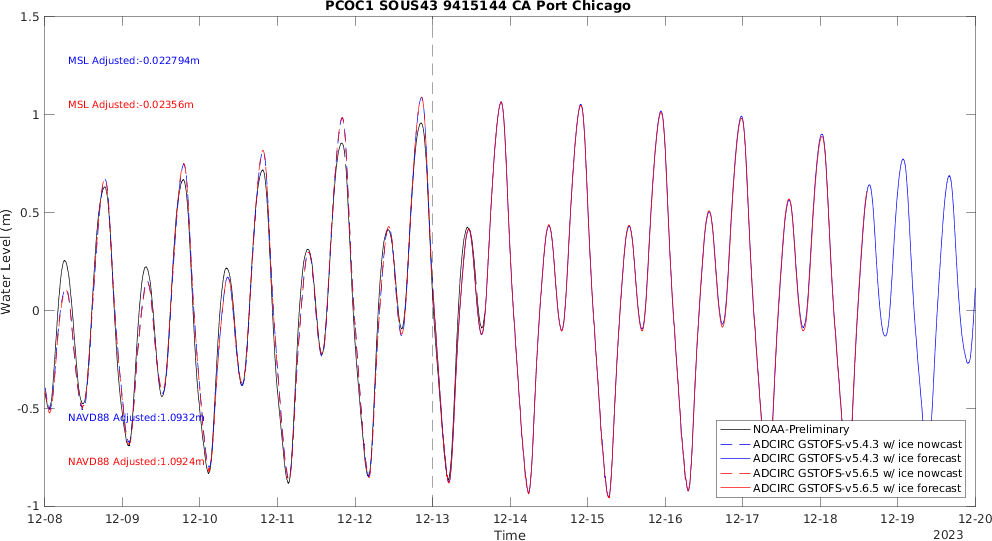 PCOC1 SOUS43 9415144 CA Port Chicago
1.5
1
0.5
0
-0.5
-1
Water Level (m)
MSL Adjusted:-0.022794m
MSL Adjusted:-0.02356m
NAVD88 Adjusted:1.0932m
NAVD88 Adjusted:1.0924m
NOAA-Preliminary
ADCIRC GSTOFS-v5.4.3 w/ ice nowcast
ADCIRC GSTOFS-v5.4.3 w/ ice forecast
ADCIRC GSTOFS-v5.6.5 w/ ice nowcast
ADCIRC GSTOFS-v5.6.5 w/ ice forecast
12-08 12-09 12-10 12-11 12-12 12-13 12-14 12-15 12-16 12-17 12-18 12-19 12-20
Time
2023